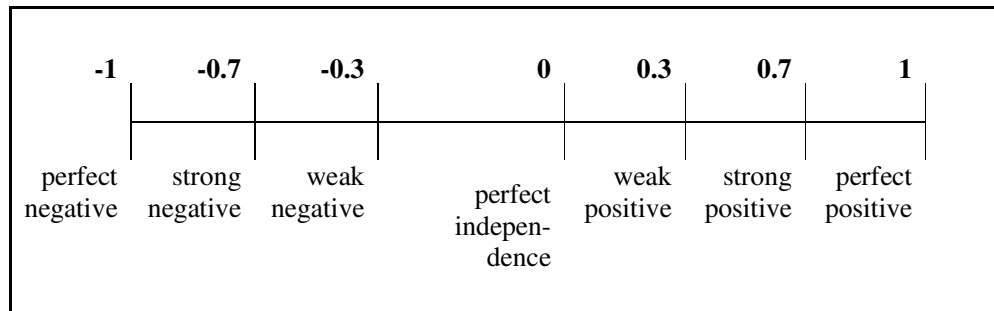 -1 -0.7 -0.3 0 0.3 0.7 1
perfect strong weak perfect weak strong perfect
negative negative negative indepen- positive positive positive
dence